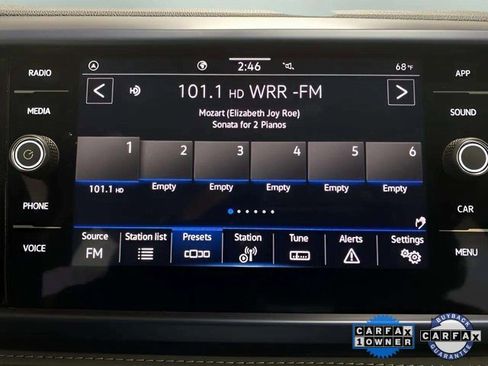 2:46
68 °F
RADIO
APP
101.1 HD WRR -FM
HD
Mozart (Elizabeth Joy Roe)
Sonata for 2 Pianos
MEDIA
SOUND
1 2 3 4 5 6
101.1 HD Empty Empty Empty Empty Empty
PHONE
CAR
Source Station list Presets Station Tune Alerts Settings
FM
VOICE
MENU
CARFAX
1 OWNER
BUYBACK
CARFAX
GUARANTEE